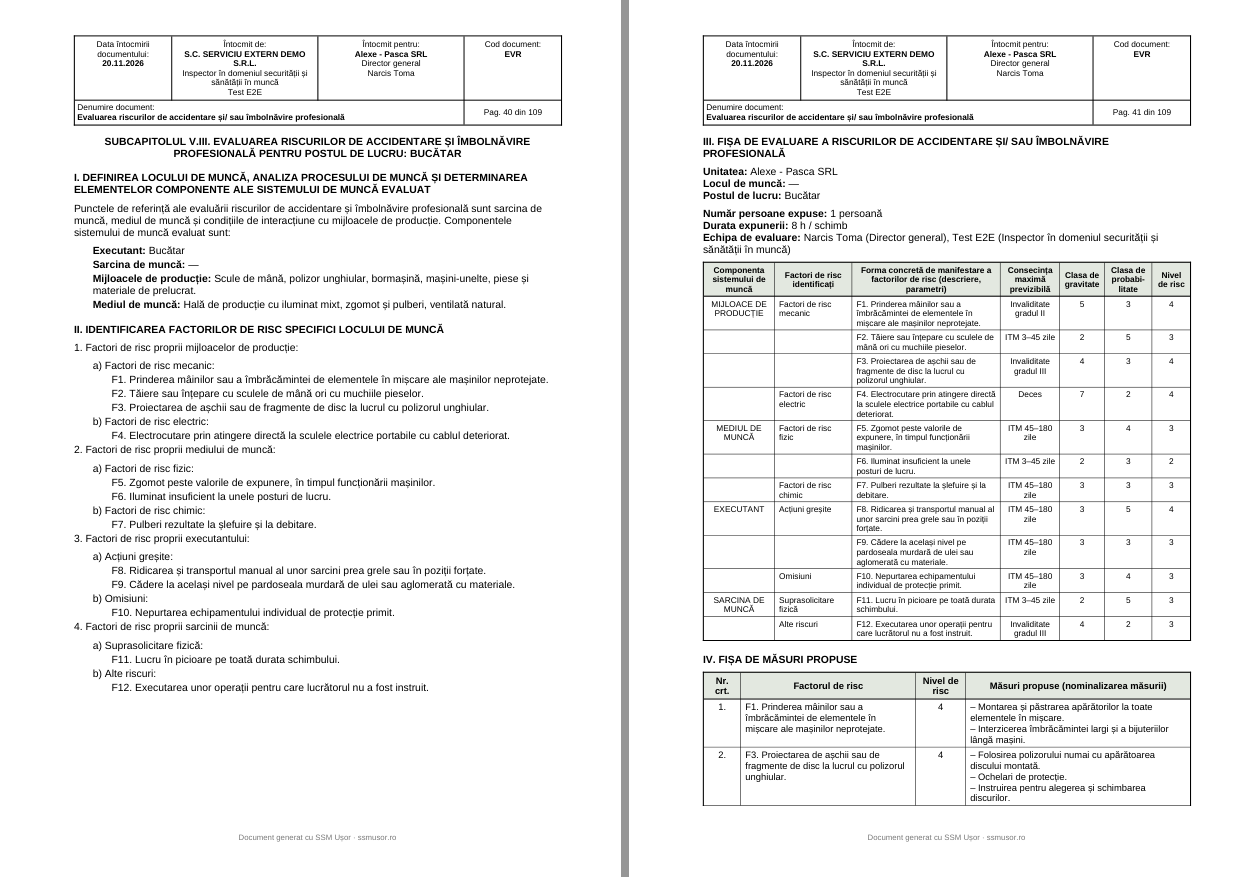 Data întocmirii
documentului:
20.11.2026
Întocmit de:
S.C. SERVICIU EXTERN DEMO
S.R.L.
Inspector în domeniul securității și
sănătății în muncă
Test E2E
Întocmit pentru:
Alexe - Pasca SRL
Director general
Narcis Toma
Cod document:
EVR
Denumire document:
Evaluarea riscurilor de accidentare și/ sau îmbolnăvire profesională
Pag. 40 din 109
SUBCAPITOLUL V.III. EVALUAREA RISCURILOR DE ACCIDENTARE ȘI ÎMBOLNĂVIRE
PROFESIONALĂ PENTRU POSTUL DE LUCRU: BUCĂTAR
I. DEFINIREA LOCULUI DE MUNCĂ, ANALIZA PROCESULUI DE MUNCĂ ȘI DETERMINAREA
ELEMENTELOR COMPONENTE ALE SISTEMULUI DE MUNCĂ EVALUAT
Punctele de referință ale evaluării riscurilor de accidentare și îmbolnăvire profesională sunt sarcina de
muncă, mediul de muncă și condițiile de interacțiune cu mijloacele de producție. Componentele
sistemului de muncă evaluat sunt:
Executant: Bucătar
Sarcina de muncă: —
Mijloacele de producție: Scule de mână, polizor unghiular, bormașină, mașini-unelte, piese și
materiale de prelucrat.
Mediul de muncă: Hală de producție cu iluminat mixt, zgomot și pulberi, ventilată natural.
II. IDENTIFICAREA FACTORILOR DE RISC SPECIFICI LOCULUI DE MUNCĂ
1. Factori de risc proprii mijloacelor de producție:
a) Factori de risc mecanic:
F1. Prinderea mâinilor sau a îmbrăcămintei de elementele în mișcare ale mașinilor neprotejate.
F2. Tăiere sau înțepare cu sculele de mână ori cu muchiile pieselor.
F3. Proiectarea de așchii sau de fragmente de disc la lucrul cu polizorul unghiular.
b) Factori de risc electric:
F4. Electrocutare prin atingere directă la sculele electrice portabile cu cablul deteriorat.
2. Factori de risc proprii mediului de muncă:
a) Factori de risc fizic:
F5. Zgomot peste valorile de expunere, în timpul funcționării mașinilor.
F6. Iluminat insuficient la unele posturi de lucru.
b) Factori de risc chimic:
F7. Pulberi rezultate la șlefuire și la debitare.
3. Factori de risc proprii executantului:
a) Acțiuni greșite:
F8. Ridicarea și transportul manual al unor sarcini prea grele sau în poziții forțate.
F9. Cădere la același nivel pe pardoseala murdară de ulei sau aglomerată cu materiale.
b) Omisiuni:
F10. Nepurtarea echipamentului individual de protecție primit.
4. Factori de risc proprii sarcinii de muncă:
a) Suprasolicitare fizică:
F11. Lucru în picioare pe toată durata schimbului.
b) Alte riscuri:
F12. Executarea unor operații pentru care lucrătorul nu a fost instruit.
Document generat cu SSM Ușor · ssmusor.ro
Data întocmirii
documentului:
20.11.2026
Întocmit de:
S.C. SERVICIU EXTERN DEMO
S.R.L.
Inspector în domeniul securității și
sănătății în muncă
Test E2E
Întocmit pentru:
Alexe - Pasca SRL
Director general
Narcis Toma
Cod document:
EVR
Denumire document:
Evaluarea riscurilor de accidentare și/ sau îmbolnăvire profesională
Pag. 41 din 109
III. FIȘA DE EVALUARE A RISCURILOR DE ACCIDENTARE ȘI/ SAU ÎMBOLNĂVIRE
PROFESIONALĂ
Unitatea: Alexe - Pasca SRL
Locul de muncă: —
Postul de lucru: Bucătar
Număr persoane expuse: 1 persoană
Durata expunerii: 8 h / schimb
Echipa de evaluare: Narcis Toma (Director general), Test E2E (Inspector în domeniul securității și
sănătății în muncă)
Componenta
sistemului de
muncă
Factori de risc
identificați
Forma concretă de manifestare a
factorilor de risc (descriere,
parametri)
Consecința
maximă
previzibilă
Clasa de
gravitate
Clasa de
probabi-
litate
Nivel
de risc
MIJLOACE DE
PRODUCȚIE
Factori de risc
mecanic
F1. Prinderea mâinilor sau a
îmbrăcămintei de elementele în
mișcare ale mașinilor neprotejate.
Invaliditate
gradul II
5
3
4
F2. Tăiere sau înțepare cu sculele de
mână ori cu muchiile pieselor.
ITM 3–45 zile
2
5
3
F3. Proiectarea de așchii sau de
fragmente de disc la lucrul cu
polizorul unghiular.
Invaliditate
gradul III
4
3
4
Factori de risc
electric
F4. Electrocutare prin atingere directă
la sculele electrice portabile cu cablul
deteriorat.
Deces
7
2
4
MEDIUL DE
MUNCĂ
Factori de risc
fizic
F5. Zgomot peste valorile de
expunere, în timpul funcționării
mașinilor.
ITM 45–180
zile
3
4
3
F6. Iluminat insuficient la unele
posturi de lucru.
ITM 3–45 zile
2
3
2
Factori de risc
chimic
F7. Pulberi rezultate la șlefuire și la
debitare.
ITM 45–180
zile
3
3
3
EXECUTANT
Acțiuni greșite
F8. Ridicarea și transportul manual al
unor sarcini prea grele sau în poziții
forțate.
ITM 45–180
zile
3
5
4
F9. Cădere la același nivel pe
pardoseala murdară de ulei sau
aglomerată cu materiale.
ITM 45–180
zile
3
3
3
Omisiuni
F10. Nepurtarea echipamentului
individual de protecție primit.
ITM 45–180
zile
3
4
3
SARCINA DE
MUNCĂ
Suprasolicitare
fizică
F11. Lucru în picioare pe toată durata
schimbului.
ITM 3–45 zile
2
5
3
Alte riscuri
F12. Executarea unor operații pentru
care lucrătorul nu a fost instruit.
Invaliditate
gradul III
4
2
3
IV. FIȘA DE MĂSURI PROPUSE
Nr.
crt.
Factorul de risc
Nivel de
risc
Măsuri propuse (nominalizarea măsurii)
1.
F1. Prinderea mâinilor sau a
îmbrăcămintei de elementele în
mișcare ale mașinilor neprotejate.
4
– Montarea și păstrarea apărătorilor la toate
elementele în mișcare.
– Interzicerea îmbrăcămintei largi și a bijuteriilor
lângă mașini.
2.
F3. Proiectarea de așchii sau de
fragmente de disc la lucrul cu polizorul
unghiular.
4
– Folosirea polizorului numai cu apărătoarea
discului montată.
– Ochelari de protecție.
– Instruirea pentru alegerea și schimbarea
discurilor.
Document generat cu SSM Ușor · ssmusor.ro